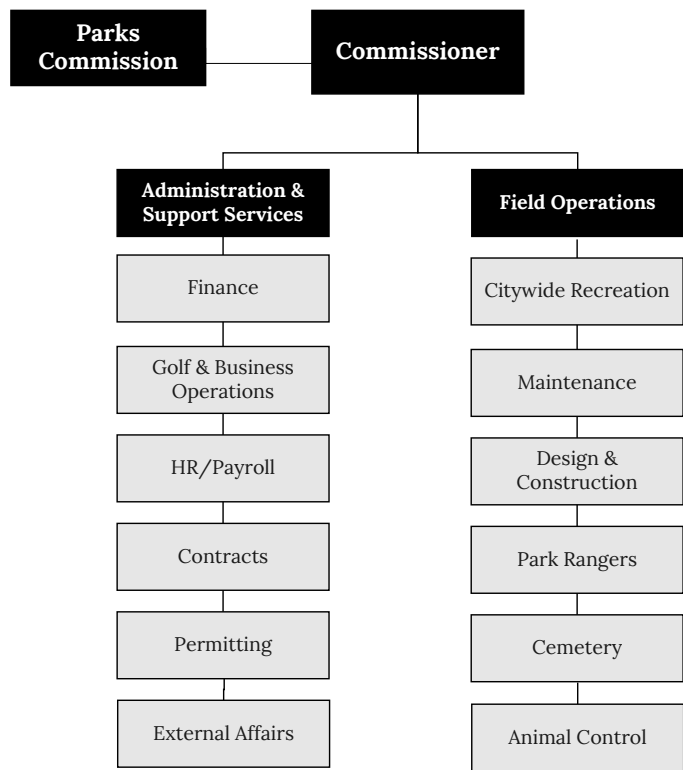 Parks
Commission
Commissioner
Administration &
Support Services
Finance
Golf & Business
Operations
HR/Payroll
Contracts
Permitting
External Affairs
Field Operations
Citywide Recreation
Maintenance
Design &
Construction
Park Rangers
Cemetery
Animal Control